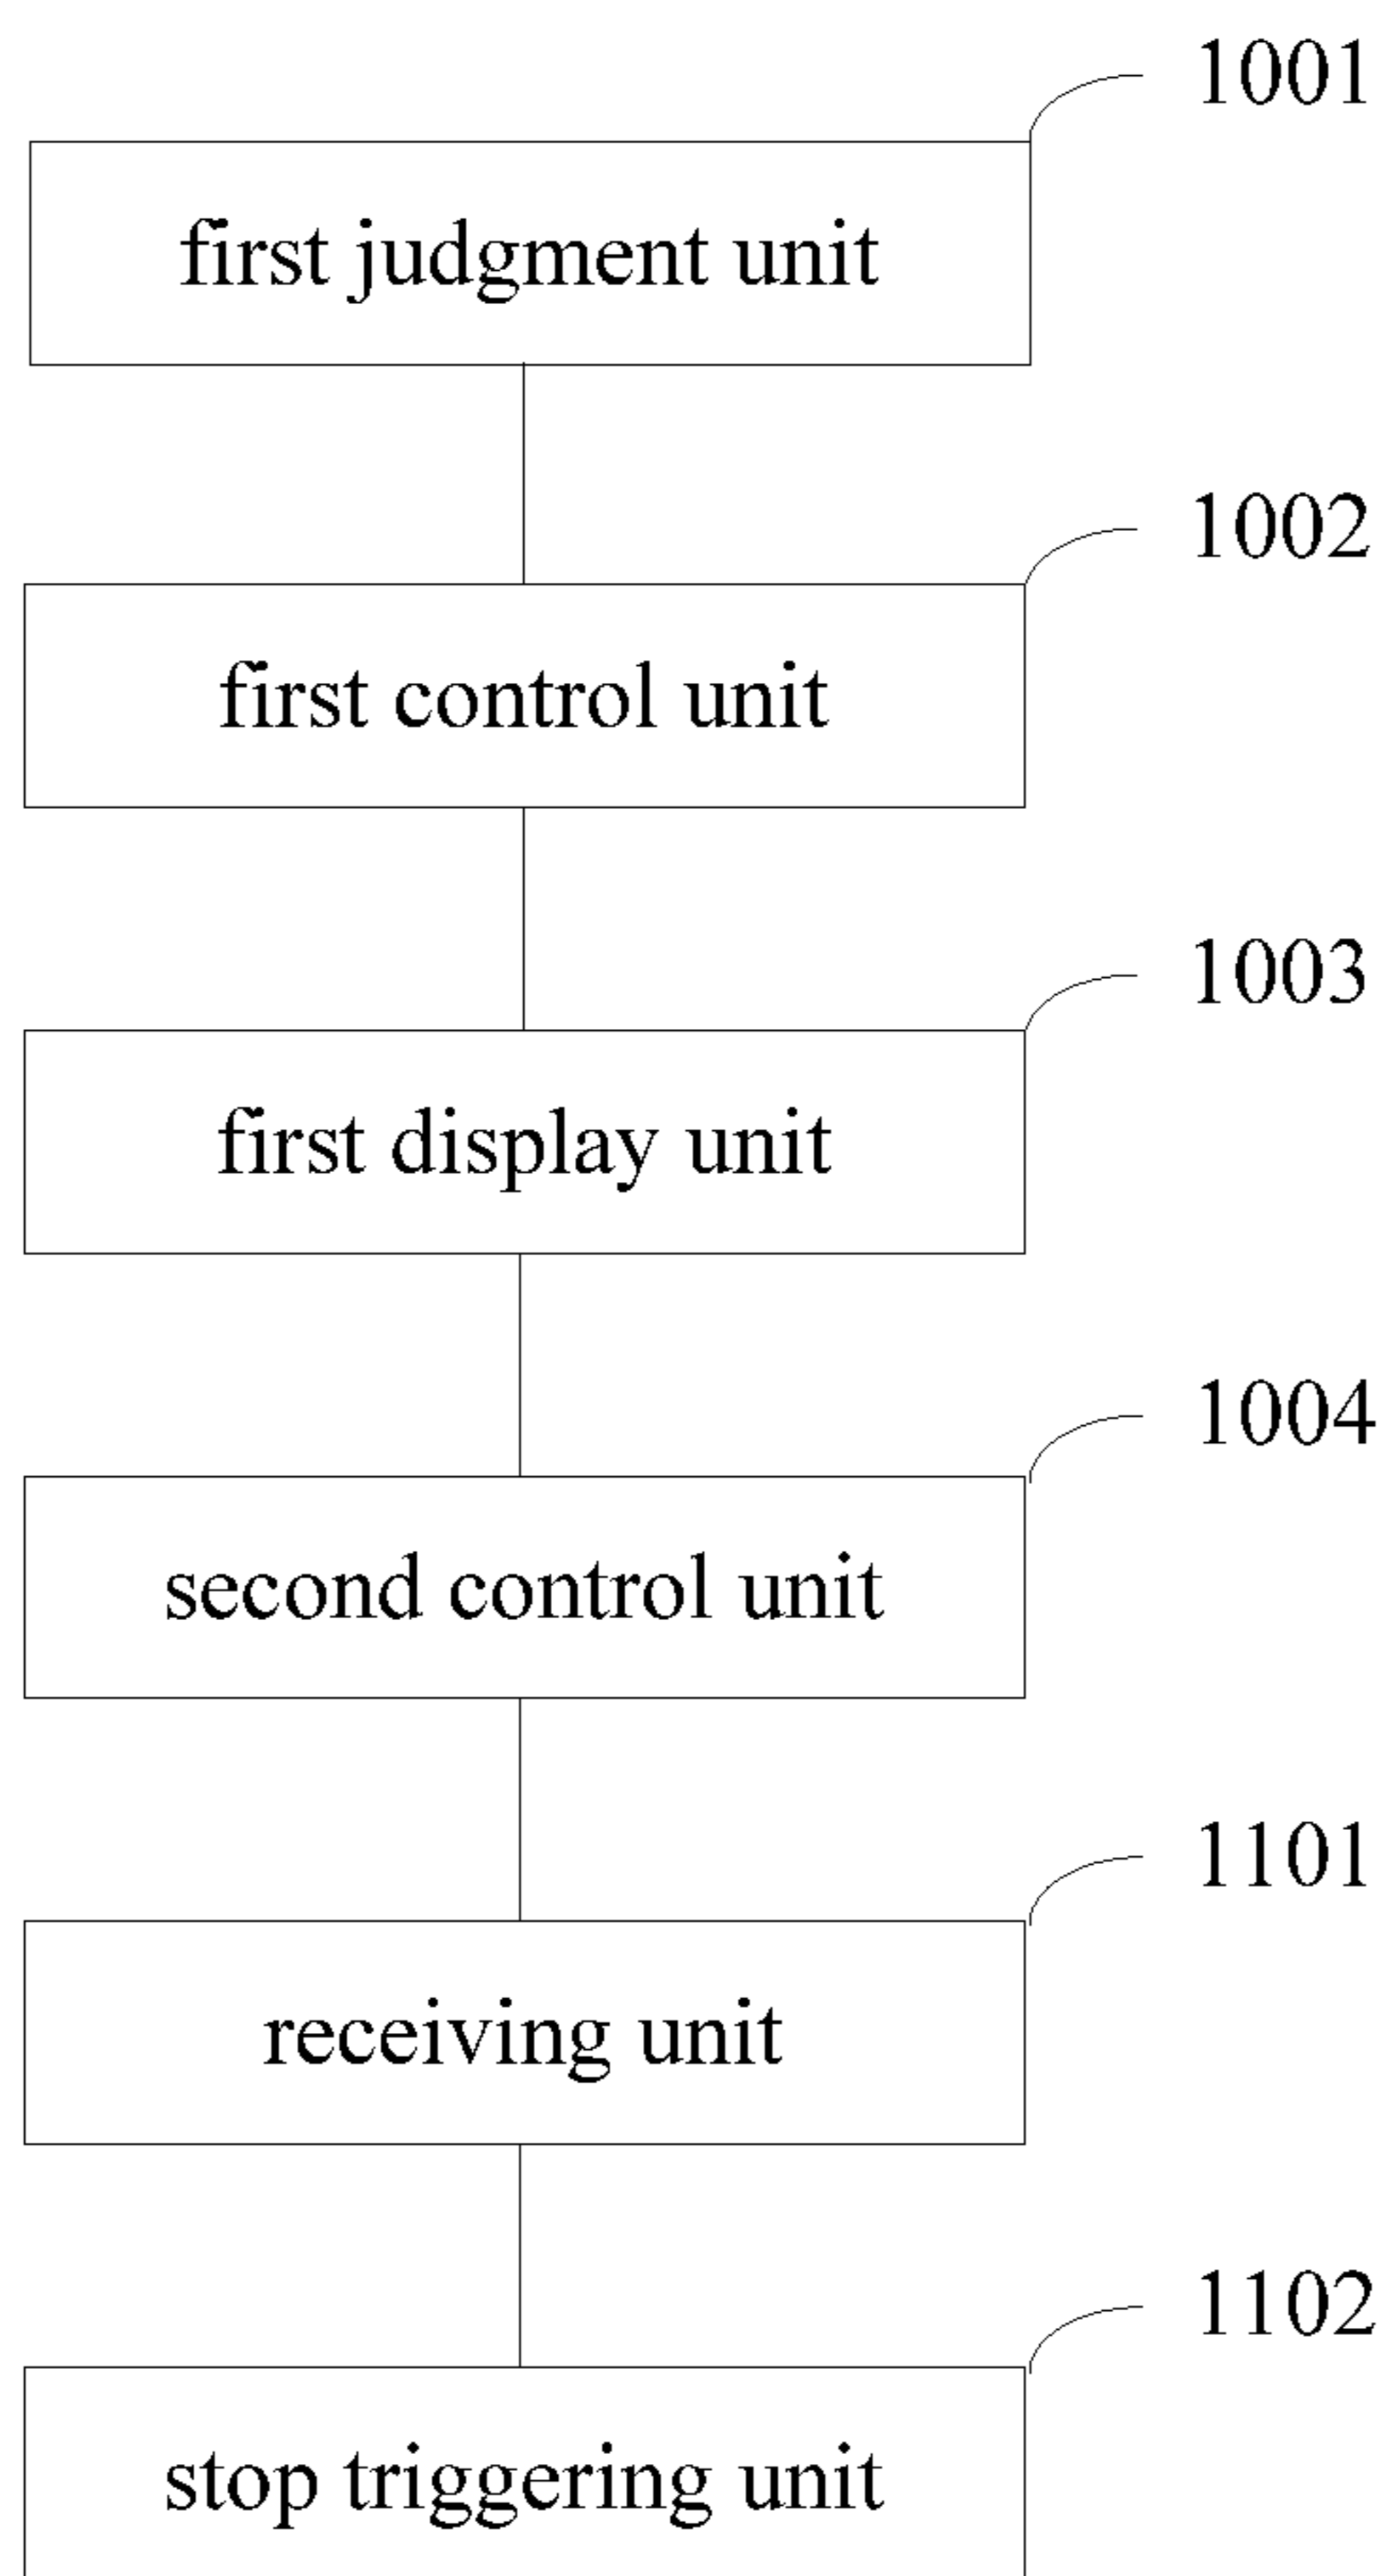 1001
first judgment unit
1002
first control unit
1003
first display unit
1004
second control unit
1101
receiving unit
1102
stop triggering unit